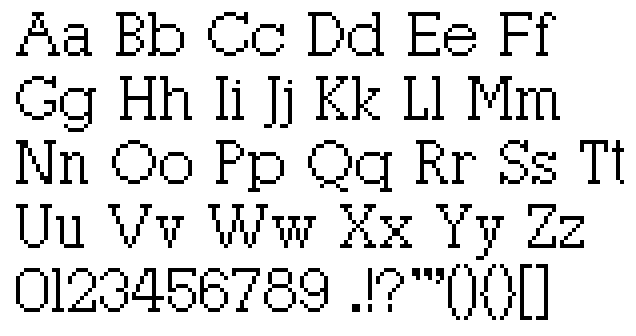 Aa Bb Cc Dd Ee Ff
Gg Hh Ii Jj Kk Ll Mm
Nn Oo Pp Qq Rr Ss Tt
Uu Vv Ww Xx Yy Zz
0123456789 .!?'"(){}[]